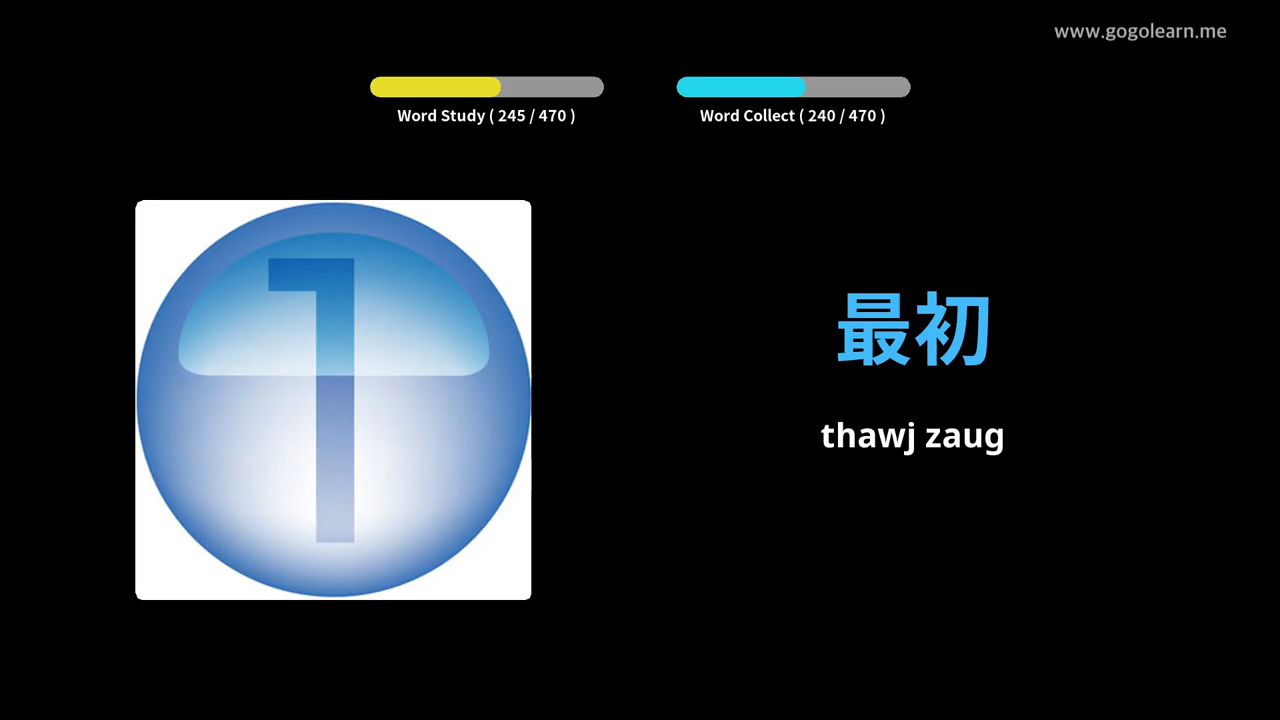 www.gogolearn.me
Word Study ( 245 / 470 )
Word Collect ( 240 / 470 )
1
最初
thawj zaug